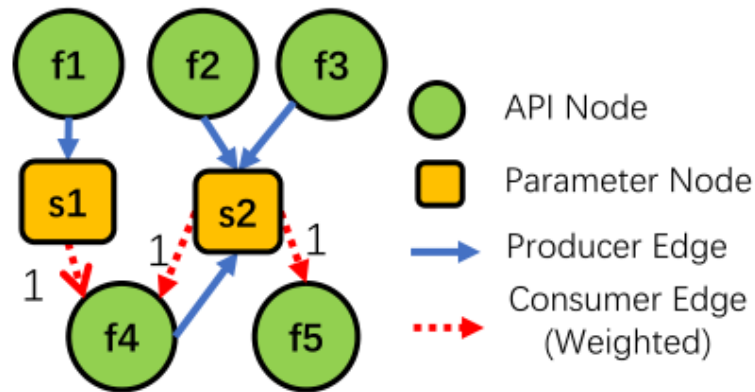 f1
f2
f3
API Node
s1
s2
Parameter Node
1
1
1
Producer Edge
f4
f5
Consumer Edge
(Weighted)